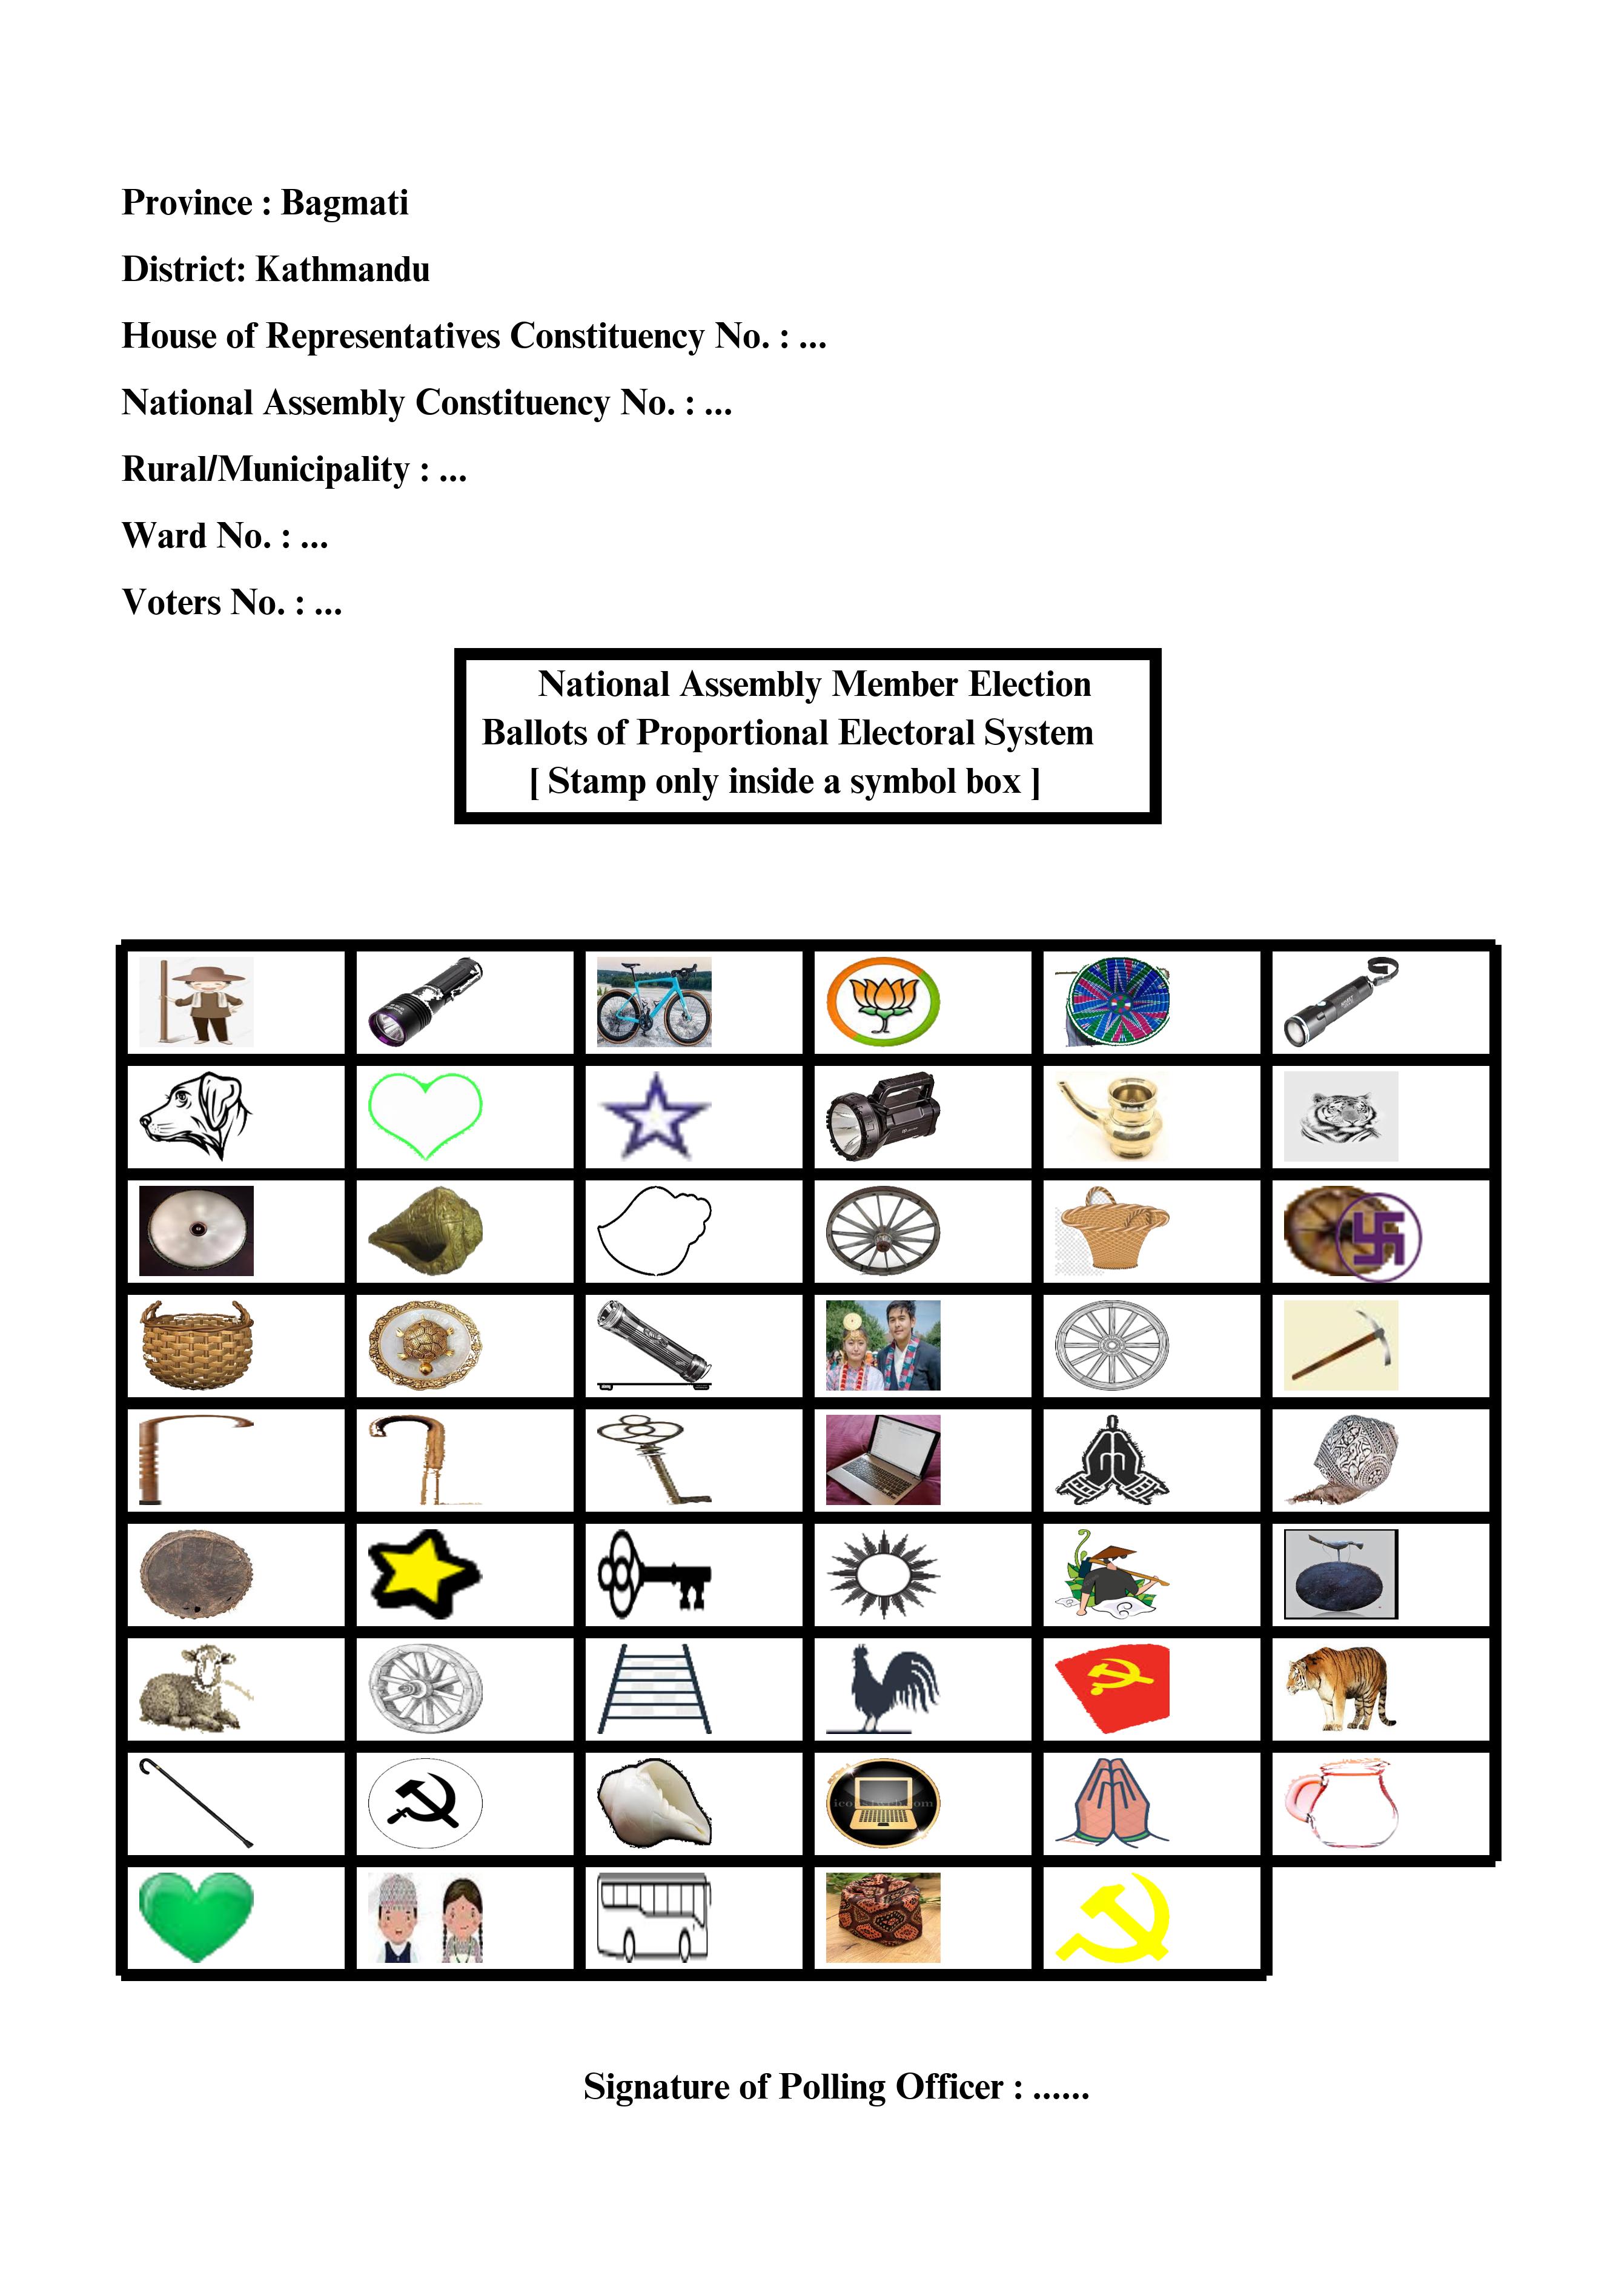 Province : Bagmati
District: Kathmandu
House of Representatives Constituency No. : ...
National Assembly Constituency No. : ...
Rural/Municipality : ...
Ward No. : ...
Voters No. : ...
National Assembly Member Election
Ballots of Proportional Electoral System
[ Stamp only inside a symbol box ]
Signature of Polling Officer : ......